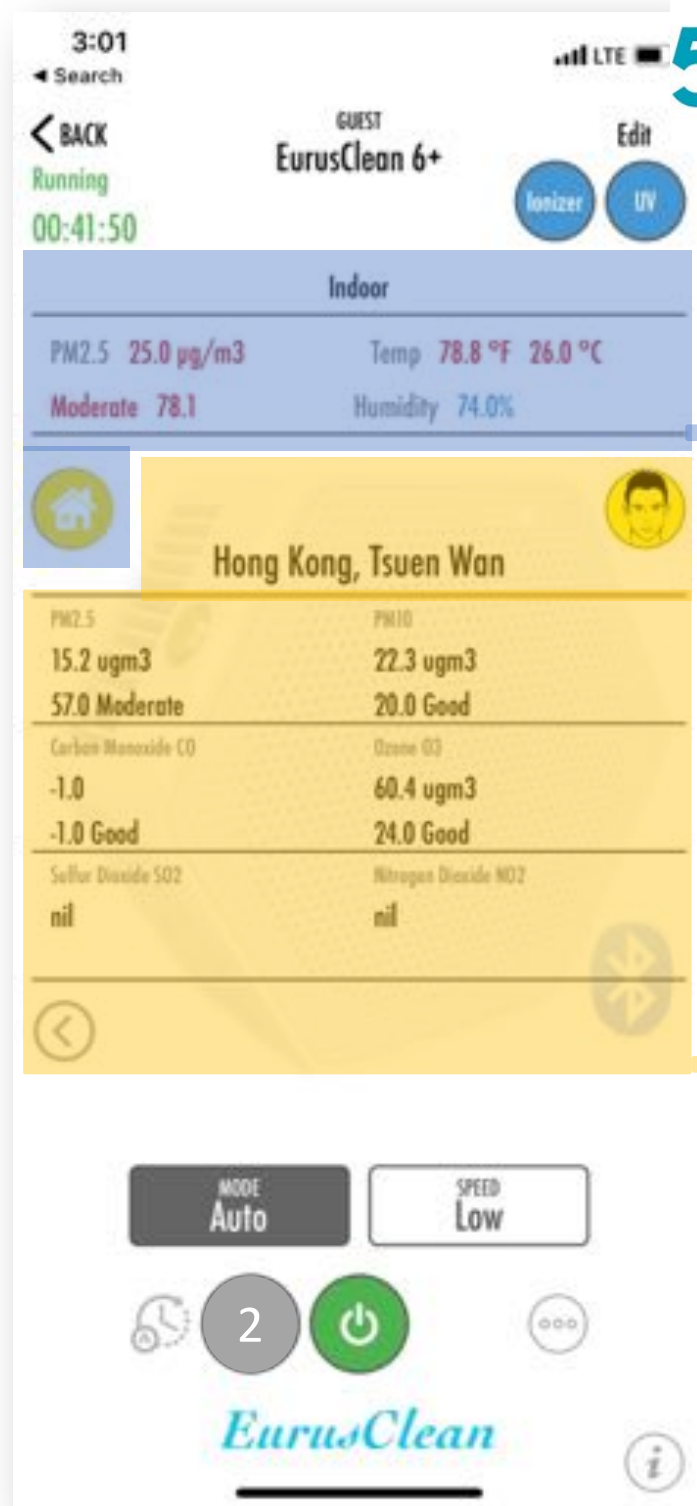 3:01
LTE
5
◀ Search
BACK
GUEST
EurusClean 6+
Edit
Running
00:41:50
Ionizer
UV
Indoor
PM2.5 25.0 µg/m3 Temp 78.8 °F 26.0 °C
Moderate 78.1 Humidity 74.0%
Hong Kong, Tsuen Wan
PM2.5 PM10
15.2 ugm3 22.3 ugm3
57.0 Moderate 20.0 Good
Carbon Monoxide CO Ozone O3
-1.0 60.4 ugm3
-1.0 Good 24.0 Good
Sulfur Dioxide SO2 Nitrogen Dioxide NO2
nil nil
MODE SPEED
Auto Low
A
2
EurusClean
i